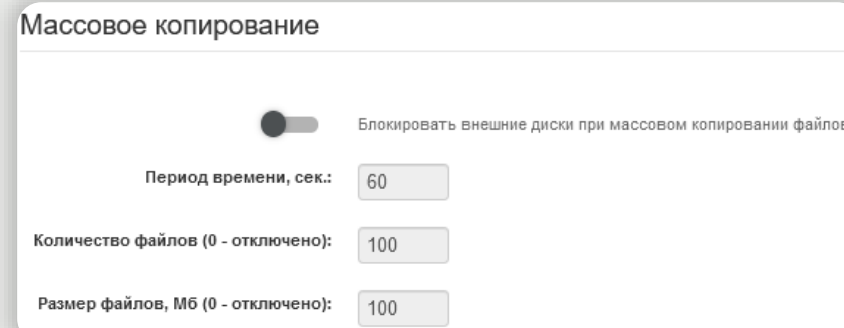 Массовое копирование
Блокировать внешние диски при массовом копировании файлов
Период времени, сек.: 60
Количество файлов (0 - отключено): 100
Размер файлов, Мб (0 - отключено): 100